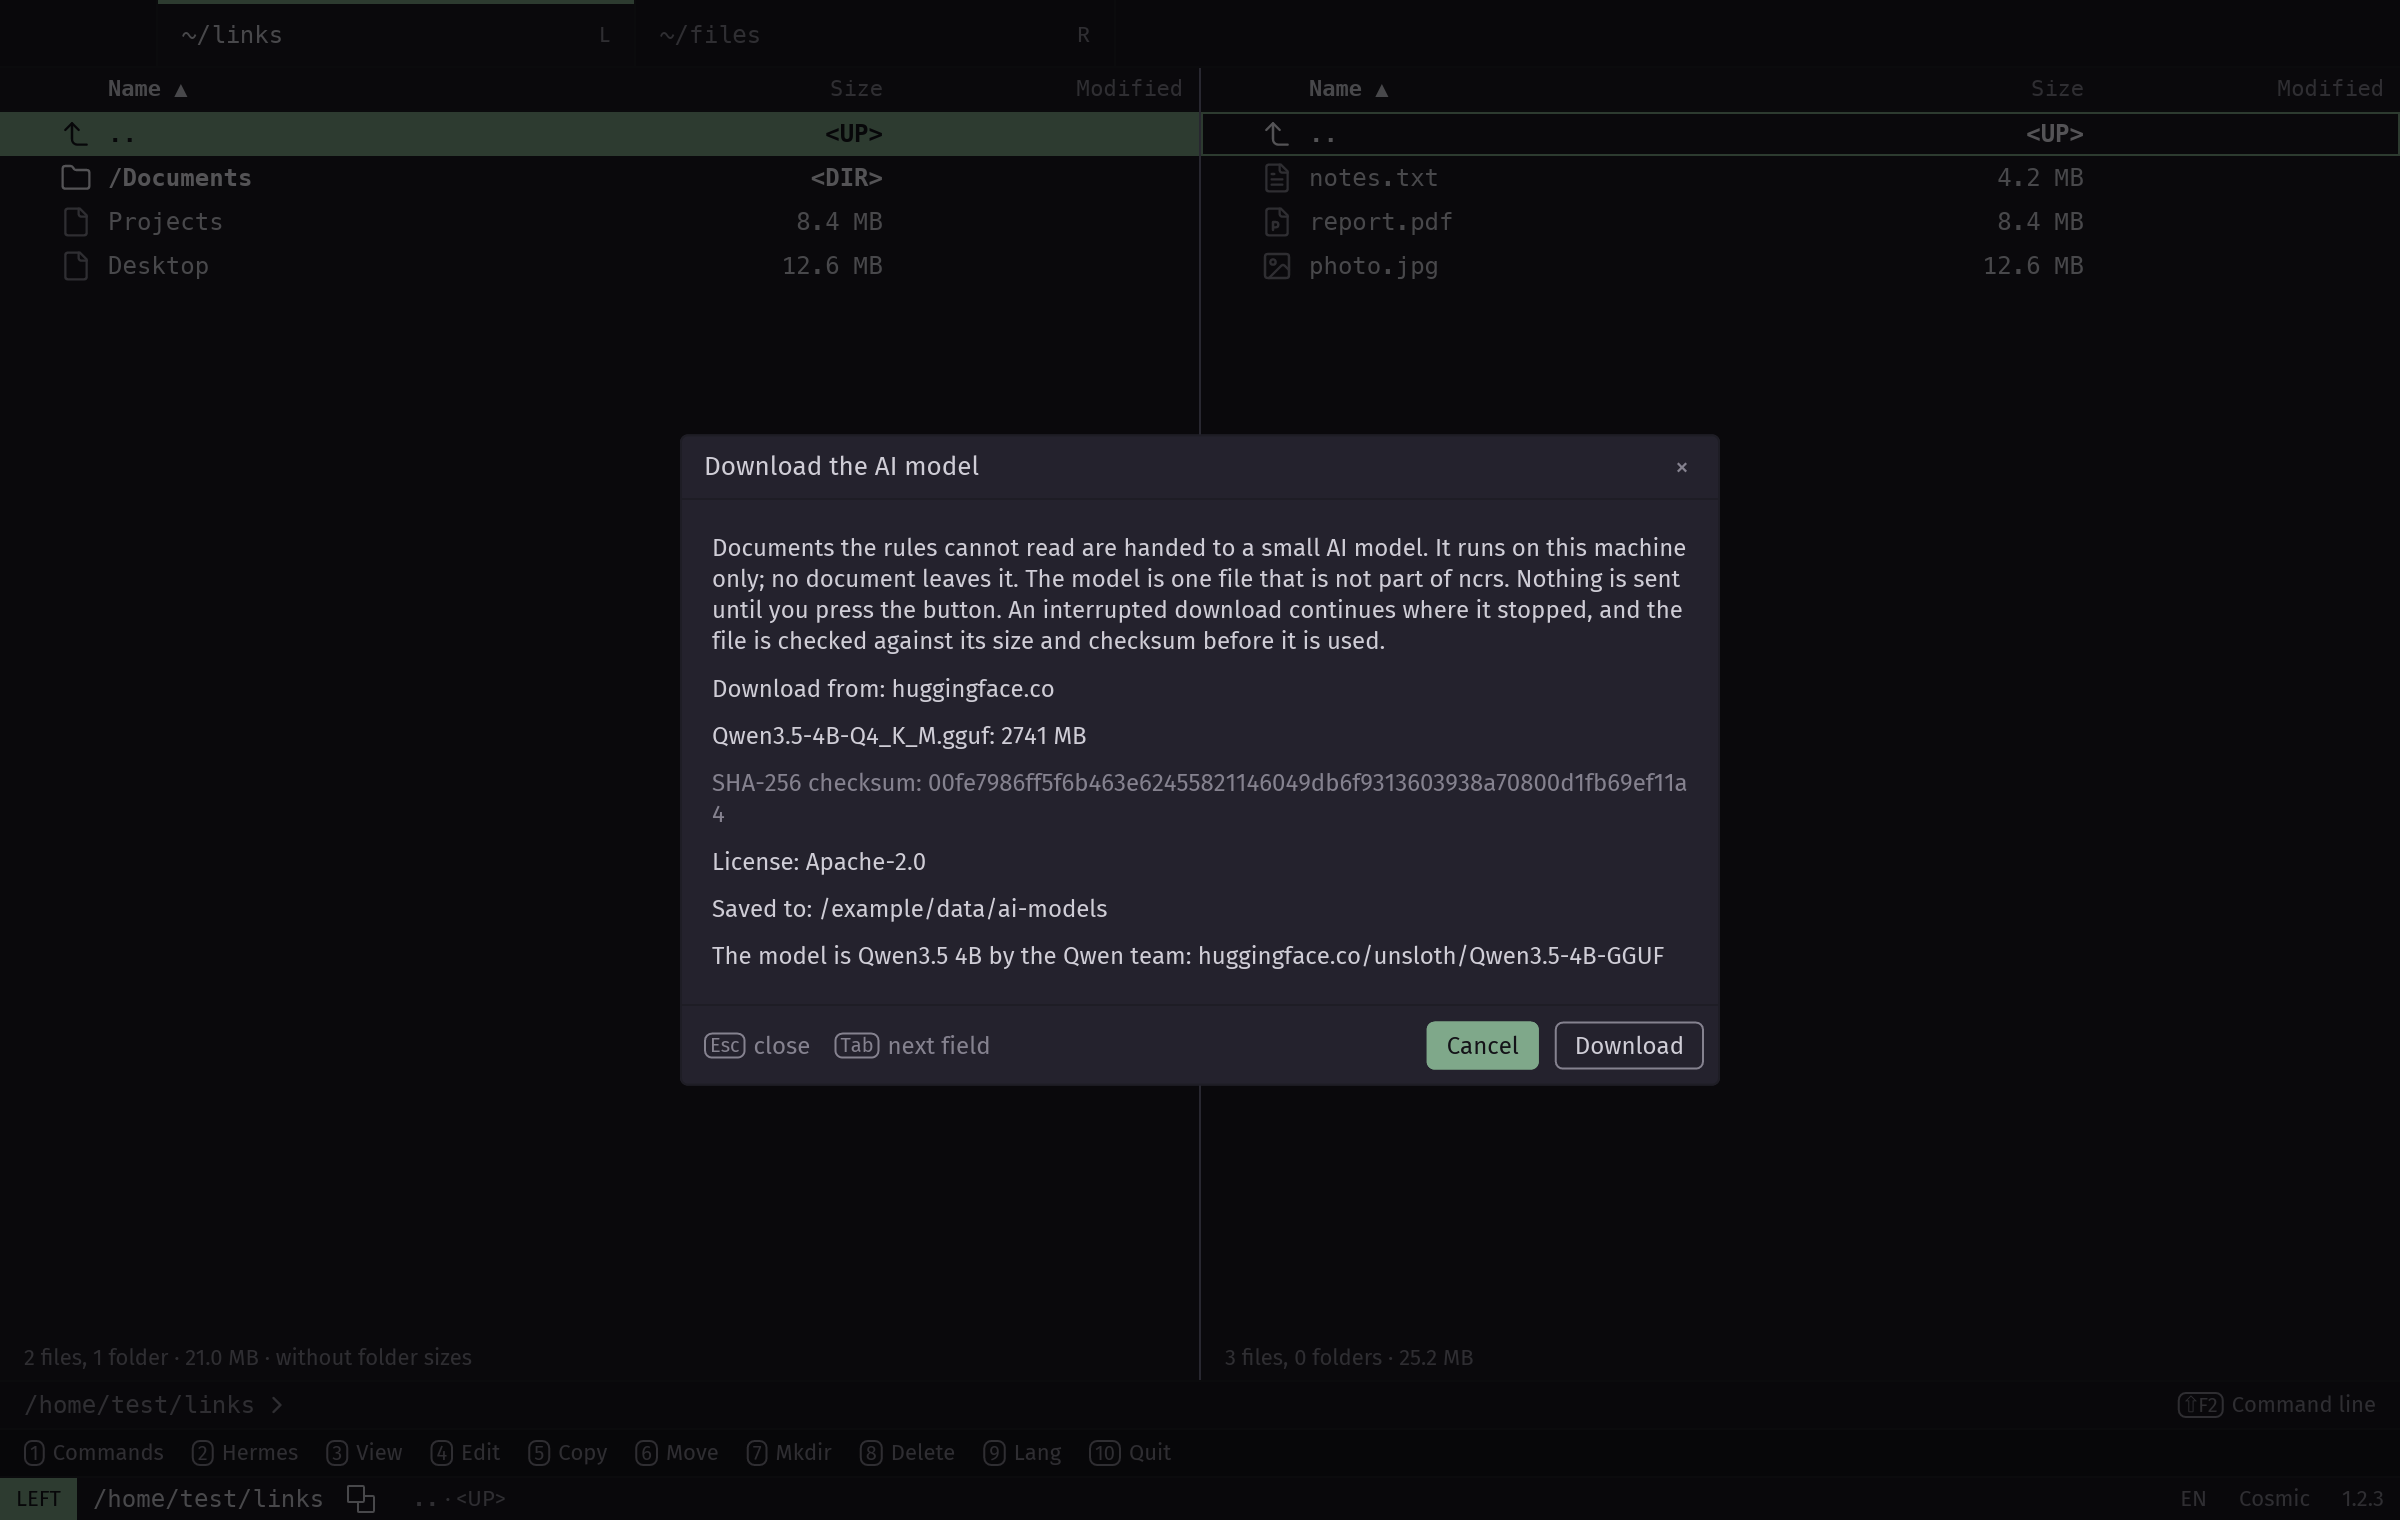 ~/links L ~/files R
Name ▲ Size Modified Name ▲ Size Modified
.. <UP> .. <UP>
/Documents <DIR> notes.txt 4.2 MB
Projects 8.4 MB report.pdf 8.4 MB
Desktop 12.6 MB photo.jpg 12.6 MB
Download the AI model ×
Documents the rules cannot read are handed to a small AI model. It runs on this machine
only; no document leaves it. The model is one file that is not part of ncrs. Nothing is sent
until you press the button. An interrupted download continues where it stopped, and the
file is checked against its size and checksum before it is used.
Download from: huggingface.co
Qwen3.5-4B-Q4_K_M.gguf: 2741 MB
SHA-256 checksum: 00fe7986ff5f6b463e62455821146049db6f9313603938a70800d1fb69ef11a
4
License: Apache-2.0
Saved to: /example/data/ai-models
The model is Qwen3.5 4B by the Qwen team: huggingface.co/unsloth/Qwen3.5-4B-GGUF
Esc close Tab next field Cancel Download
2 files, 1 folder · 21.0 MB · without folder sizes 3 files, 0 folders · 25.2 MB
/home/test/links > ⇧F2 Command line
1 Commands 2 Hermes 3 View 4 Edit 5 Copy 6 Move 7 Mkdir 8 Delete 9 Lang 10 Quit
LEFT /home/test/links .. · <UP> EN Cosmic 1.2.3